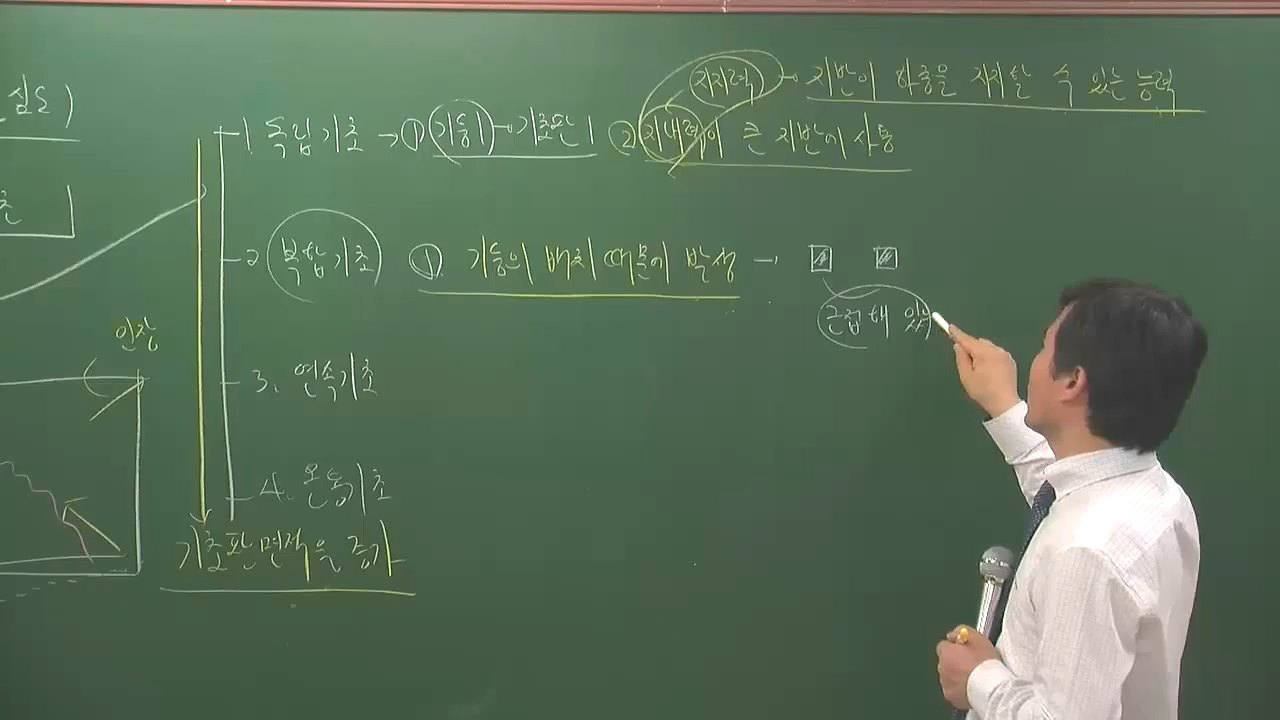 심도)
지지력 → 지반이 하중을 지지할 수 있는 능력
1 독립기초 → ① 기둥1 → 기초판1 ② 지내력이 큰 지반에 사용
초
2 복합기초 ① 기둥의 배치 때문에 발생 →
근접해 있
인장
3. 연속기초
4. 온통기초
기초판 면적을 증가